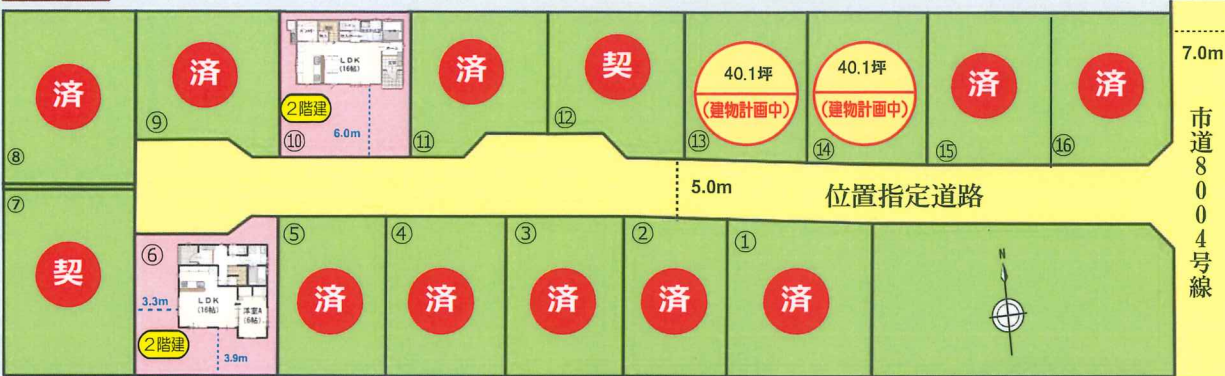 済
⑧
済
⑨
LDK
(16帖)
2階建
6.0m
⑩
済
⑪
契
⑫
40.1坪
(建物計画中)
⑬
40.1坪
(建物計画中)
⑭
済
⑮
済
⑯
7.0m
市道8004号線
5.0m
位置指定道路
⑦
契
⑥
LDK
(16帖)
洋室A
(6帖)
3.3m
2階建
3.9m
⑤
済
④
済
③
済
②
済
①
済
N